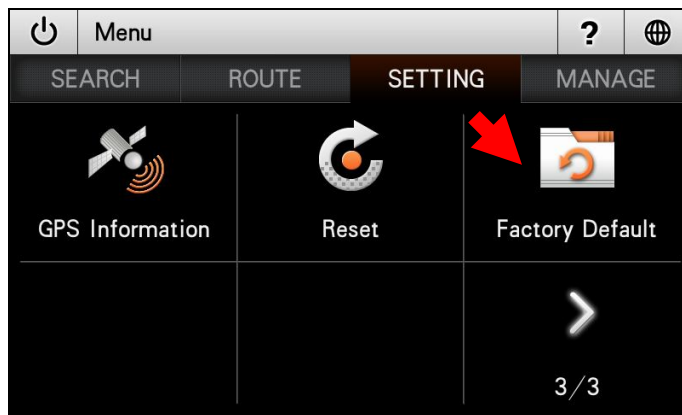 Menu ?
SEARCH ROUTE SETTING MANAGE
GPS Information Reset Factory Default
3/3